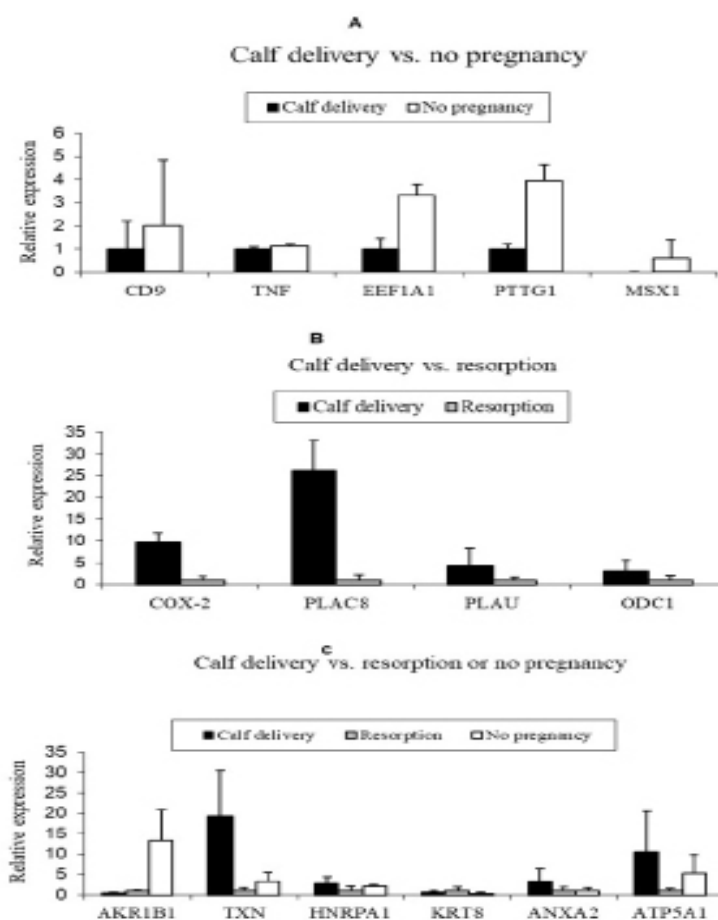 A
Calf delivery vs. no pregnancy
Calf delivery No pregnancy
Relative expression
6
5
4
3
2
1
0
CD9 TNF EEF1A1 PTTG1 MSX1
B
Calf delivery vs. resorption
Calf delivery Resorption
Relative expression
35
30
25
20
15
10
5
0
COX-2 PLAC8 PLAU ODC1
C
Calf delivery vs. resorption or no pregnancy
Calf delivery Resorption No pregnancy
Relative expression
35
30
25
20
15
10
5
0
AKR1B1 TXN HNRPA1 KRT8 ANXA2 ATP5A1